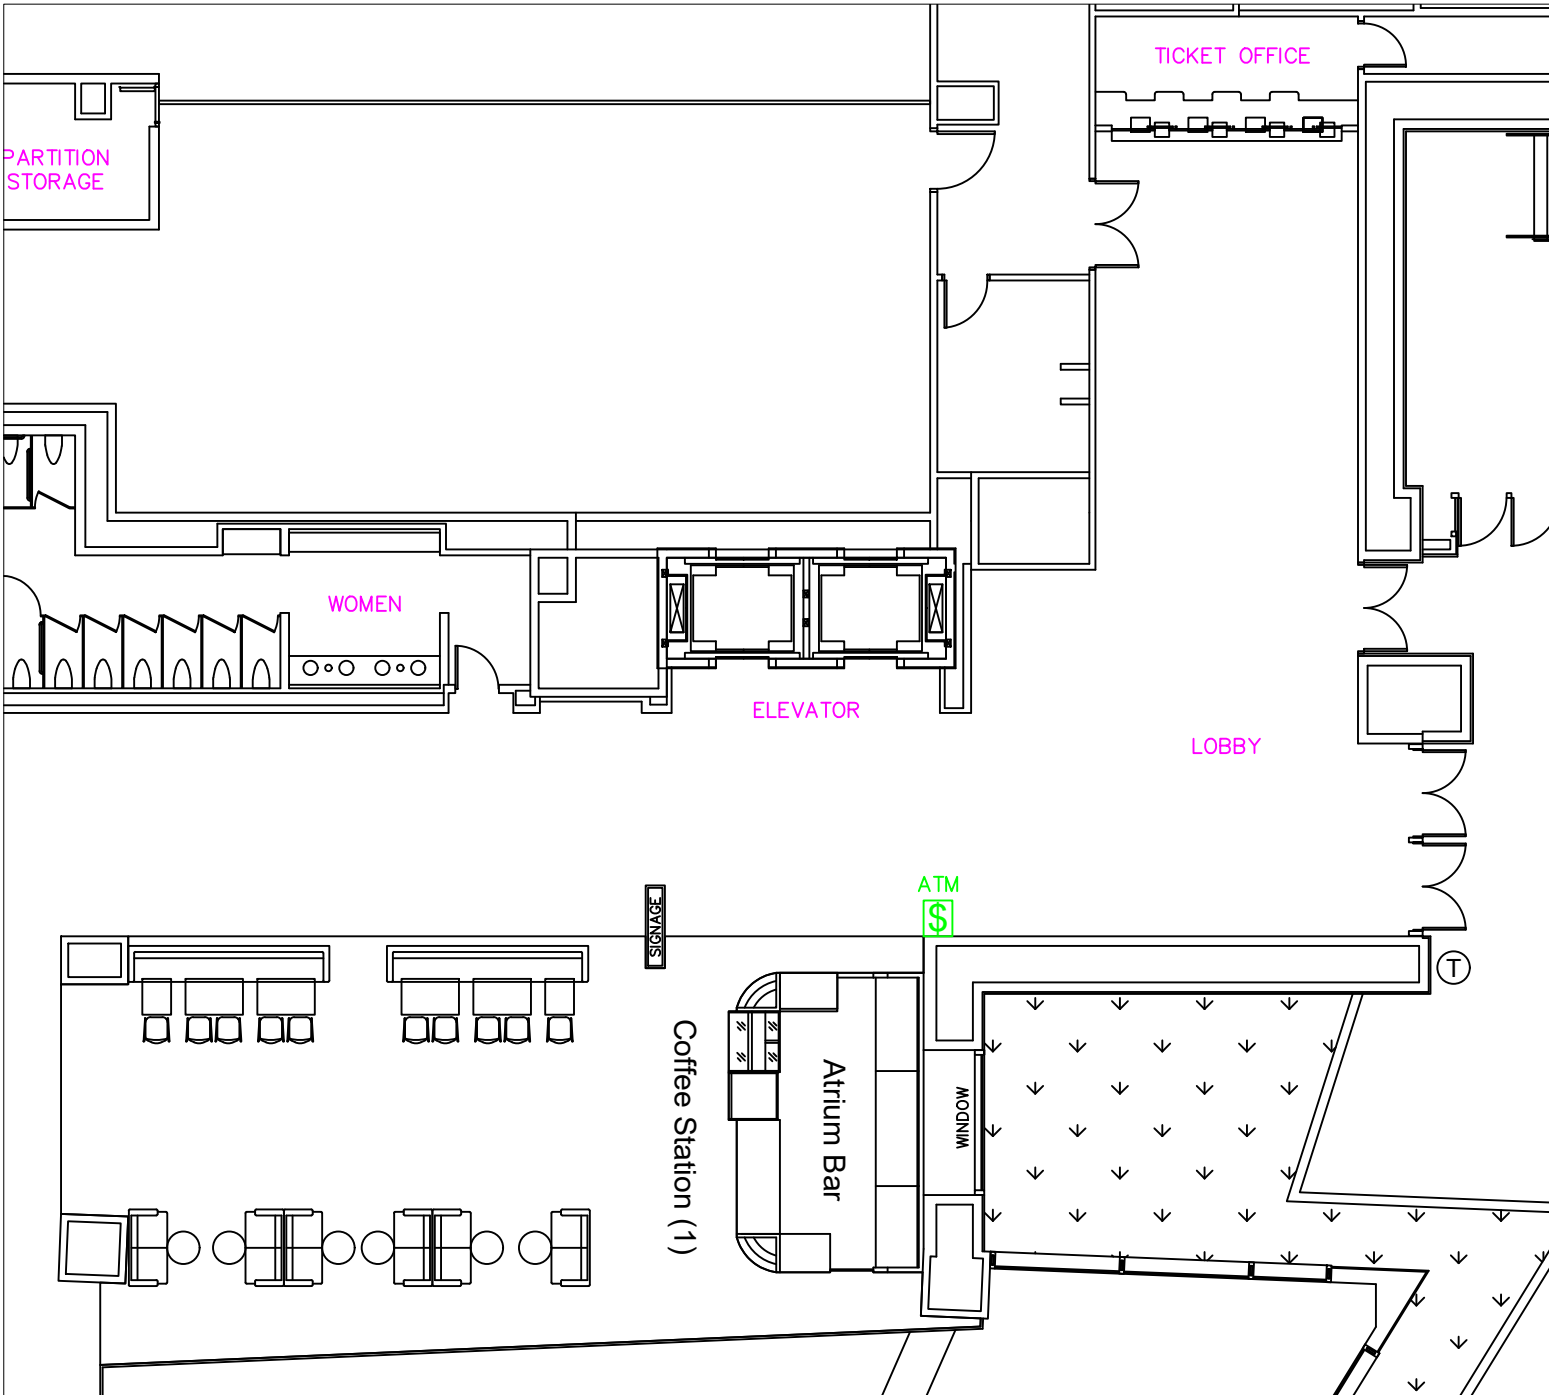 TICKET OFFICE
PARTITION
STORAGE
WOMEN
ELEVATOR
LOBBY
ATM
$
SIGNAGE
T
Coffee Station (1)
Atrium Bar
WINDOW